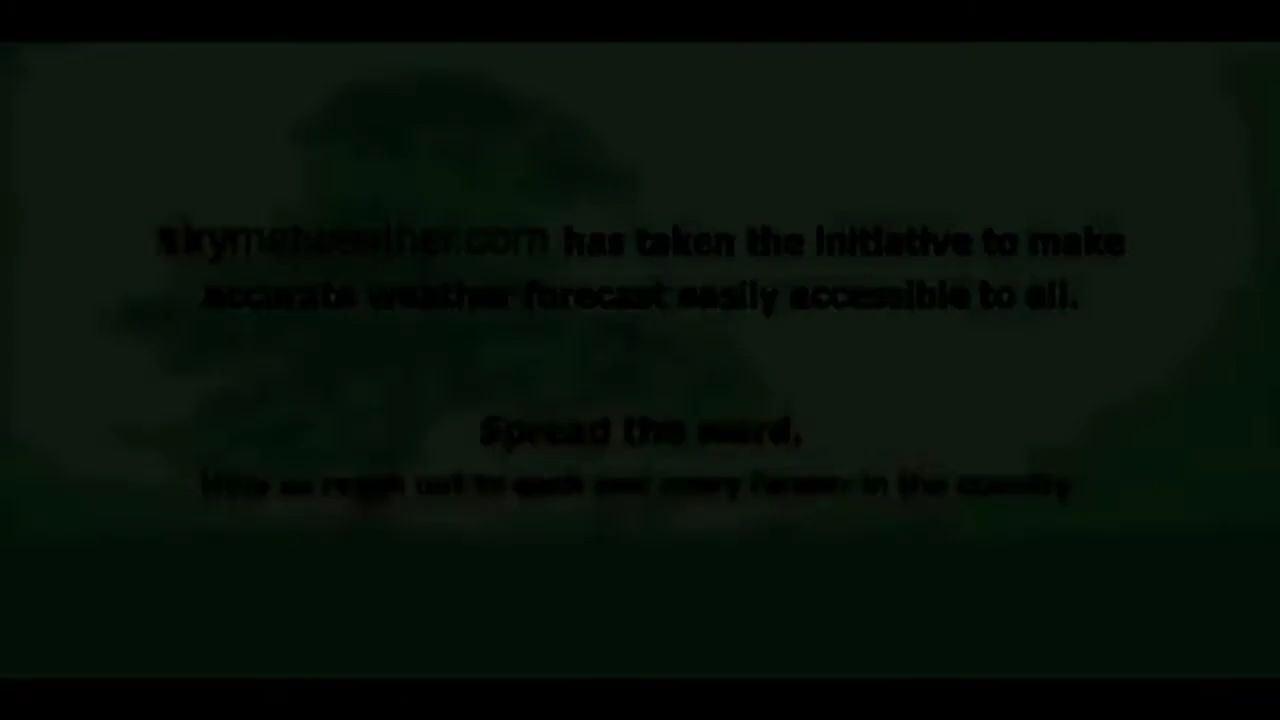 skymetweather.com has taken the initiative to make
accurate weather forecast easily accessible to all.
Spread the word.
Help us reach out to each and every farmer in the country